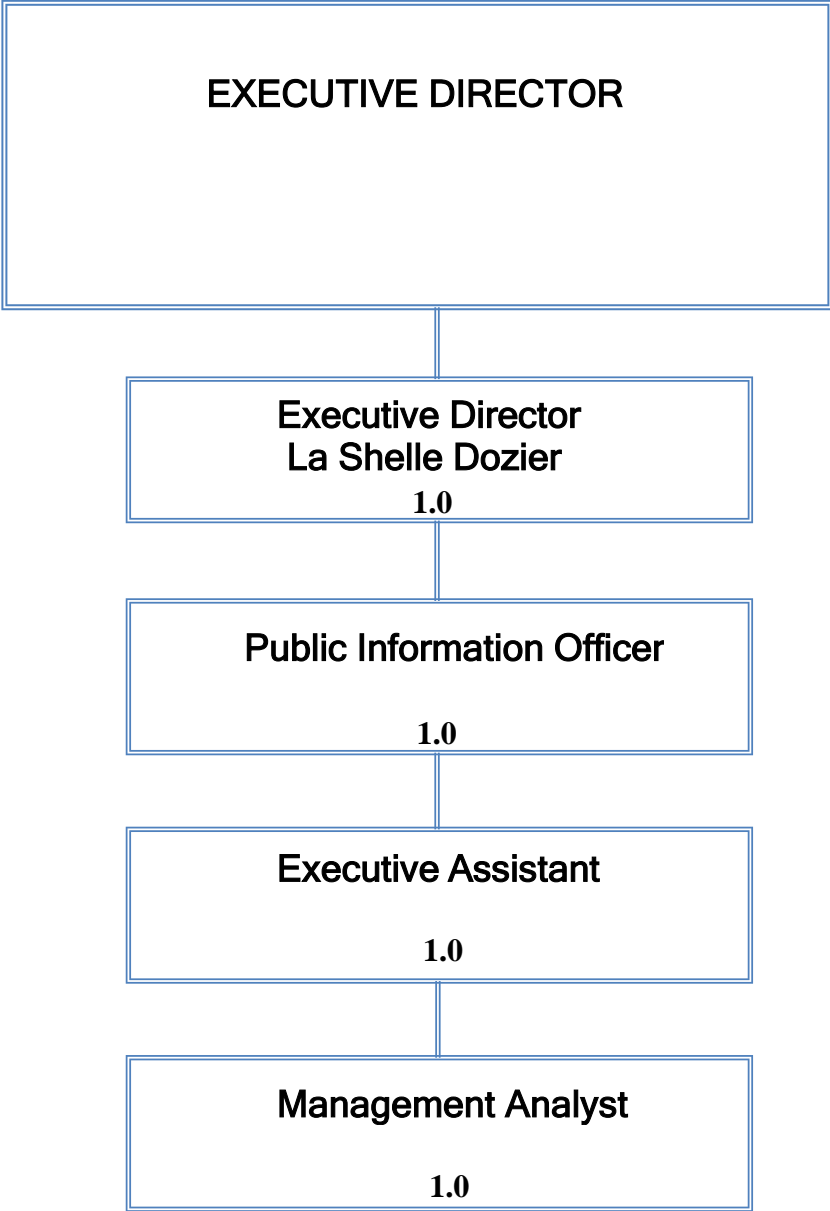 EXECUTIVE DIRECTOR
Executive Director
La Shelle Dozier
1.0
Public Information Officer
1.0
Executive Assistant
1.0
Management Analyst
1.0